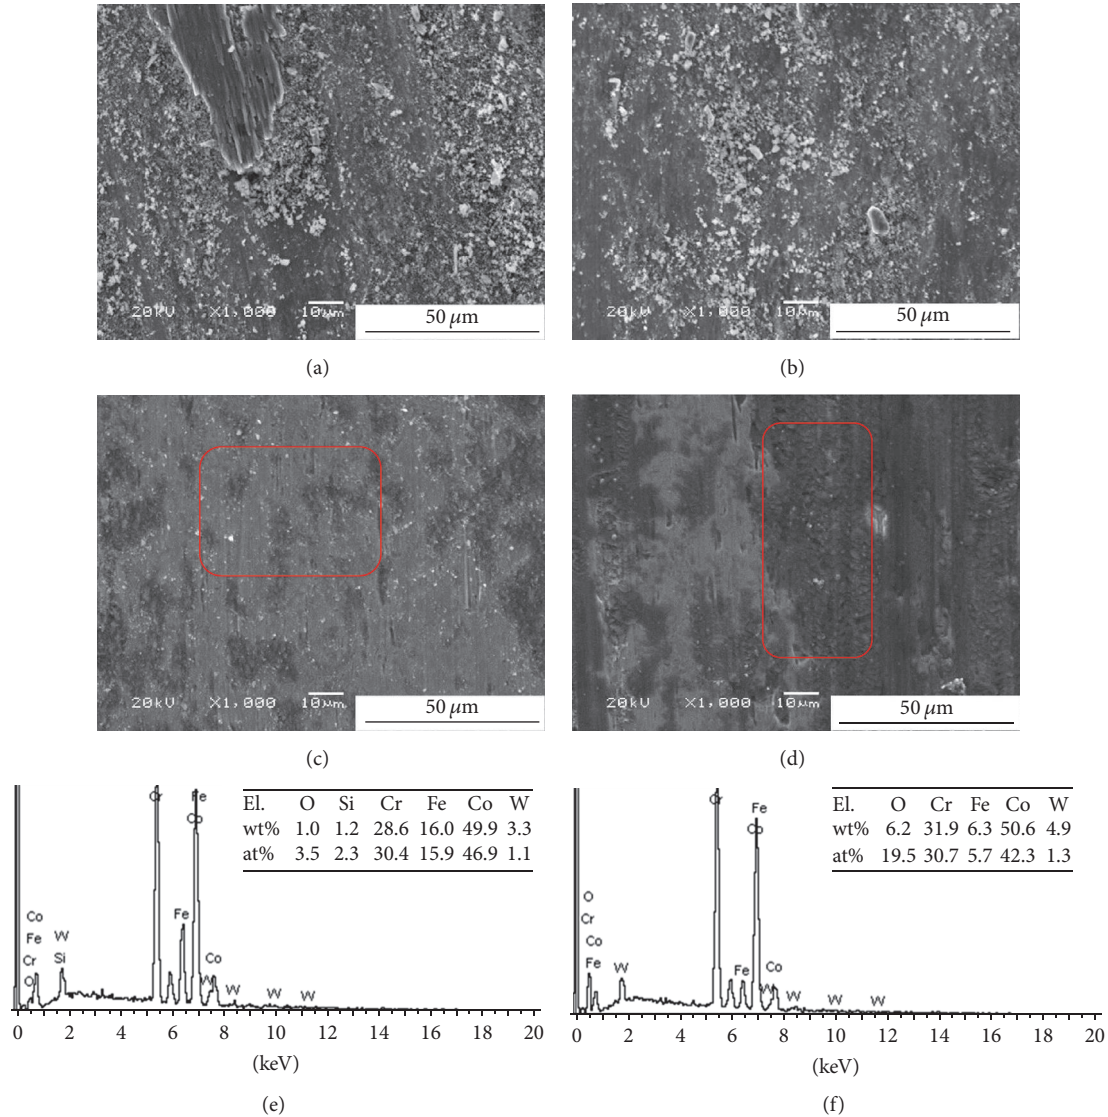 20kV X1,000 10μm 50 μm
20kV X1,000 10μm 50 μm
(a)
(b)
20kV X1,000 10μm 50 μm
20kV X1,000 10μm 50 μm
(c)
(d)
El. O Si Cr Fe Co W
wt% 1.0 1.2 28.6 16.0 49.9 3.3
at% 3.5 2.3 30.4 15.9 46.9 1.1
Cr
Fe
Co
Fe
Co
W
Co
Fe
W
Cr
Si
O
W
W
W
0 2 4 6 8 10 12 14 16 18 20
(keV)
(e)
El. O Cr Fe Co W
wt% 6.2 31.9 6.3 50.6 4.9
at% 19.5 30.7 5.7 42.3 1.3
Cr
Fe
Co
O
Cr
Co
Fe
W
Fe
W
Co
W
W
W
0 2 4 6 8 10 12 14 16 18 20
(keV)
(f)